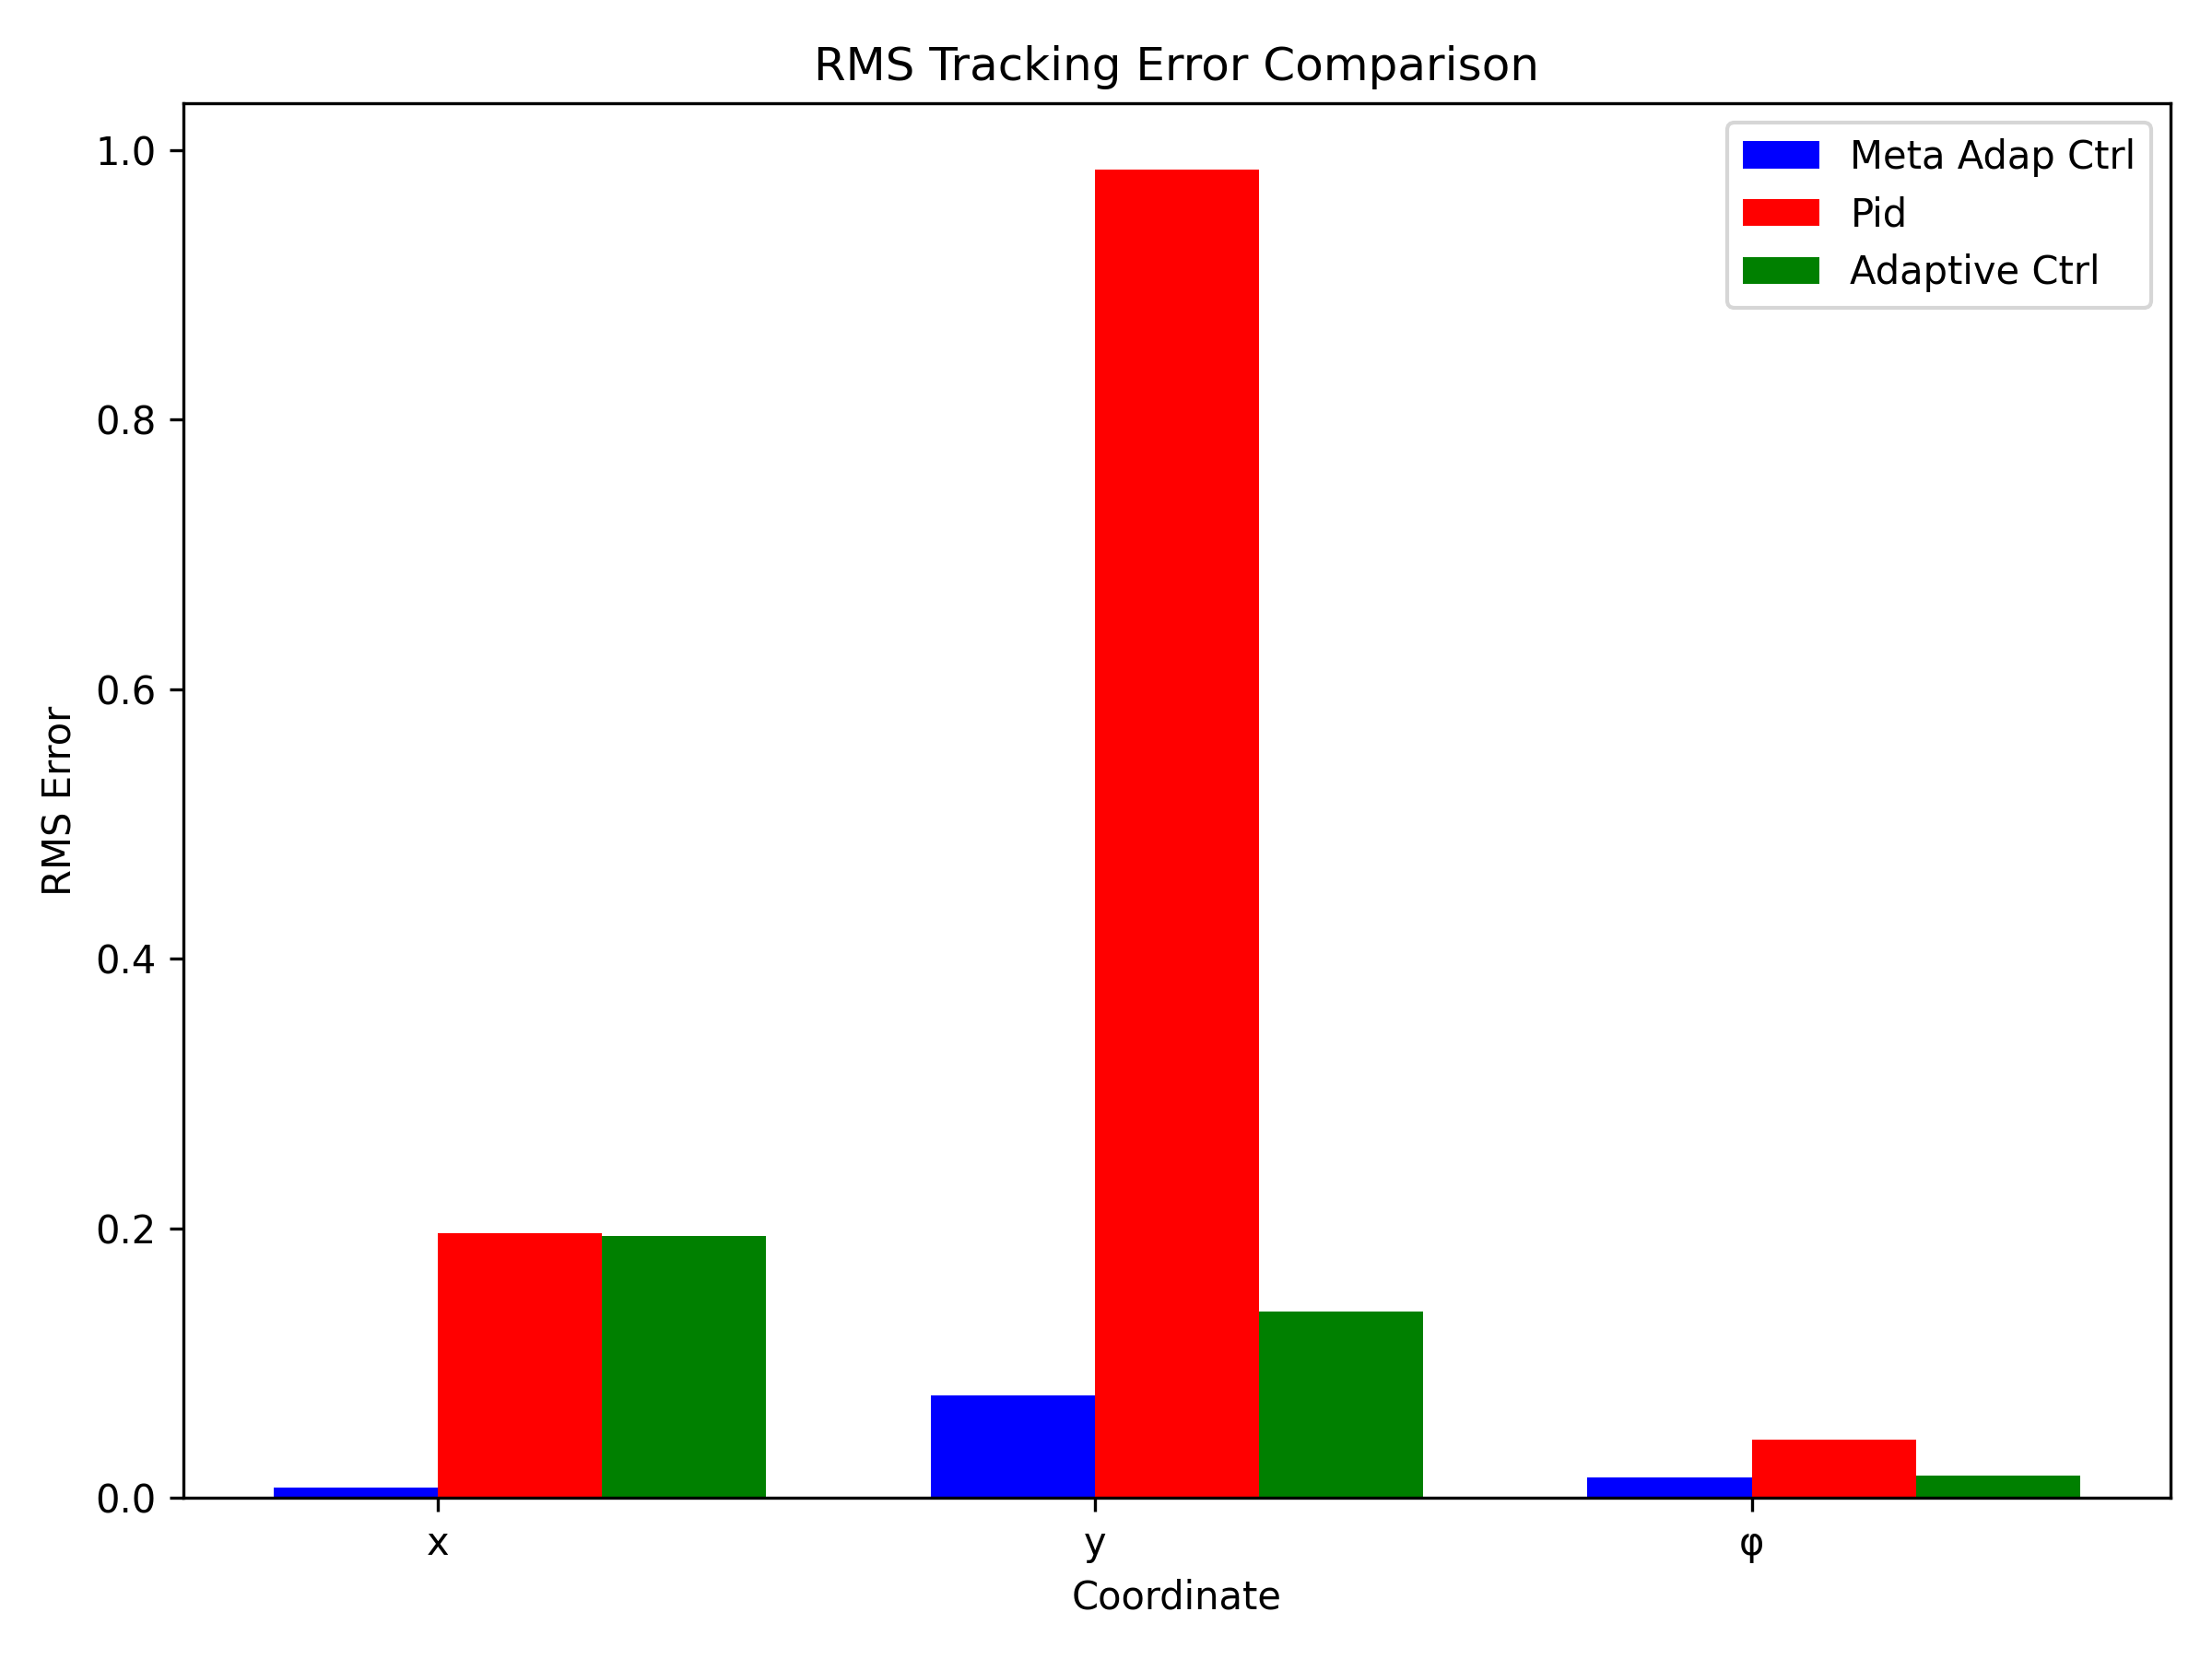 RMS Tracking Error Comparison
Meta Adap Ctrl
Pid
Adaptive Ctrl
1.0
0.8
0.6
0.4
0.2
0.0
RMS Error
x
y
φ
Coordinate